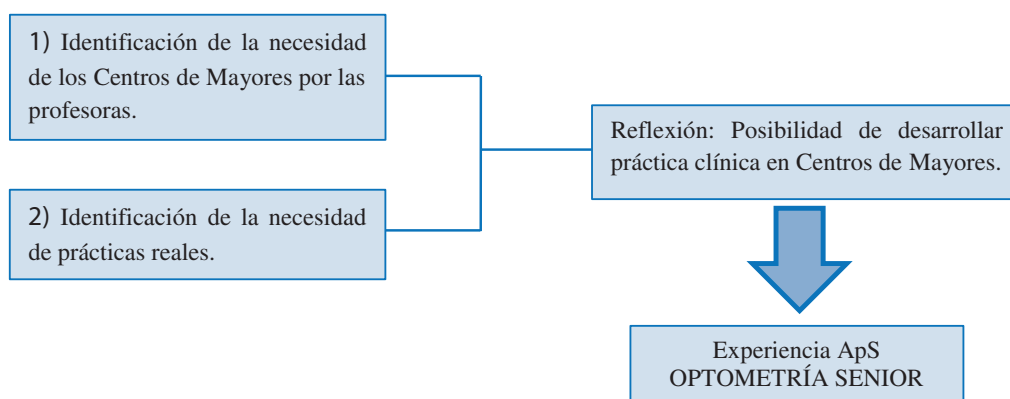 1) Identificación de la necesidad
de los Centros de Mayores por las
profesoras.
Reflexión: Posibilidad de desarrollar
práctica clínica en Centros de Mayores.
2) Identificación de la necesidad
de prácticas reales.
Experiencia ApS
OPTOMETRÍA SENIOR